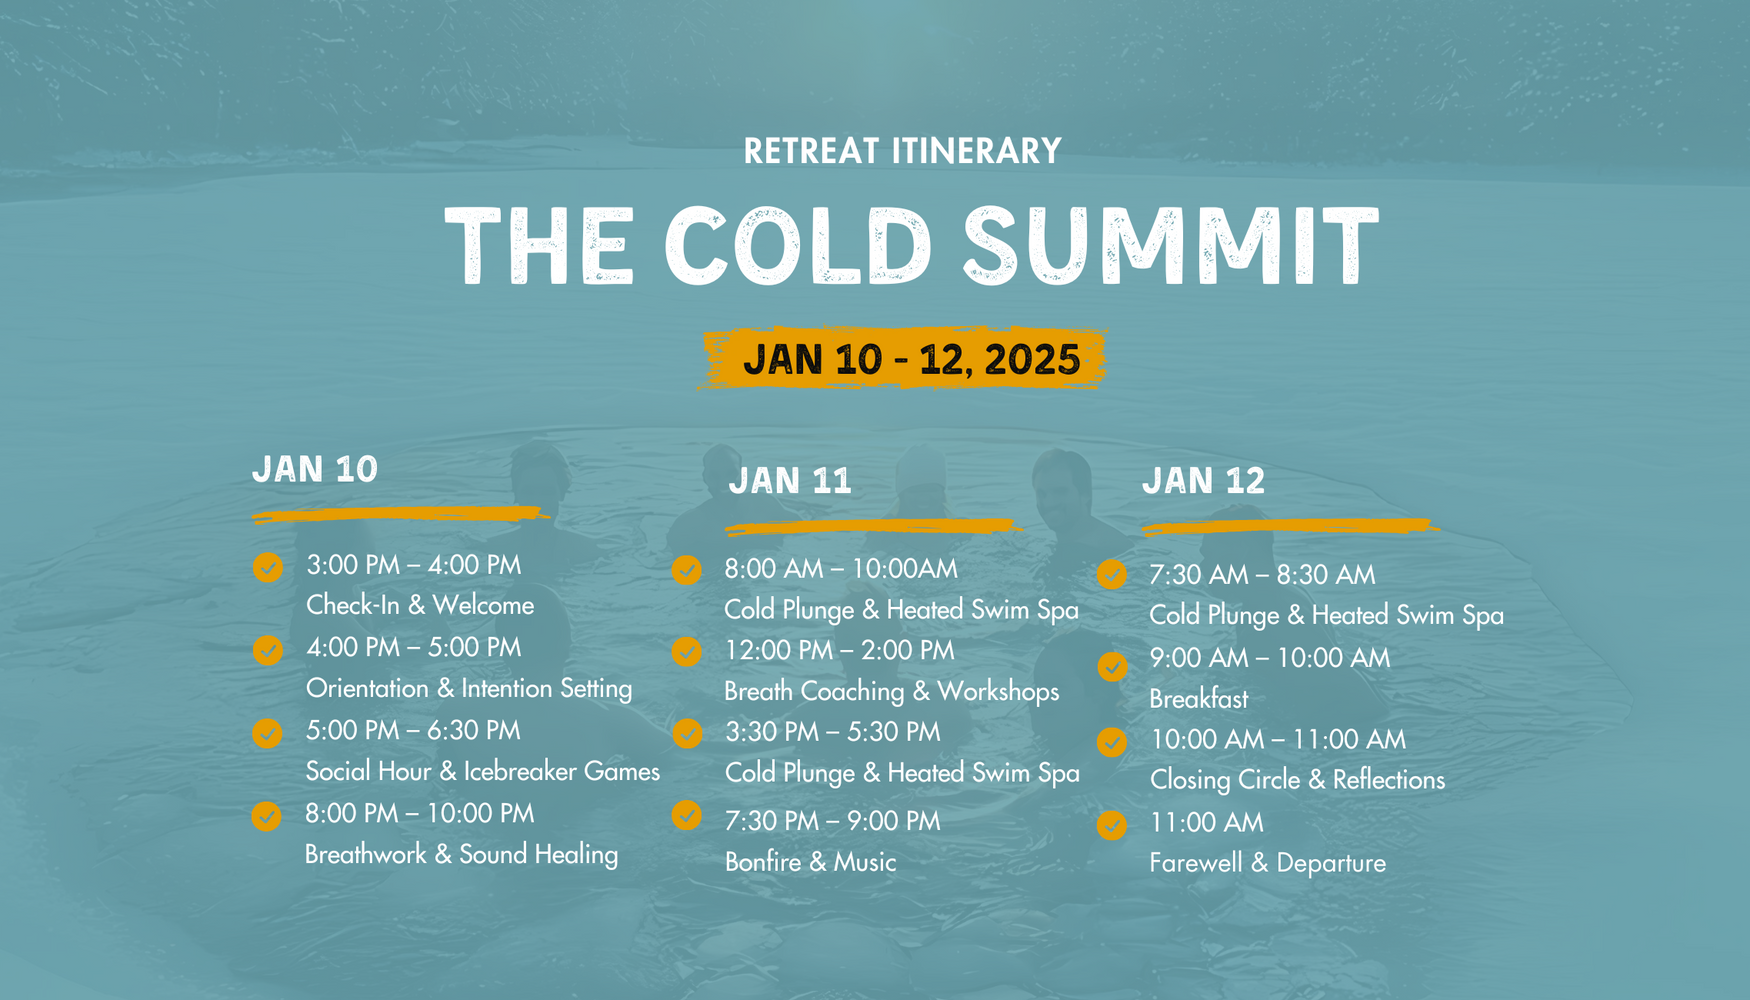 RETREAT ITINERARY
THE COLD SUMMIT
JAN 10 - 12, 2025
JAN 10
3:00 PM – 4:00 PM
Check-In & Welcome
4:00 PM – 5:00 PM
Orientation & Intention Setting
5:00 PM – 6:30 PM
Social Hour & Icebreaker Games
8:00 PM – 10:00 PM
Breathwork & Sound Healing
JAN 11
8:00 AM – 10:00AM
Cold Plunge & Heated Swim Spa
12:00 PM – 2:00 PM
Breath Coaching & Workshops
3:30 PM – 5:30 PM
Cold Plunge & Heated Swim Spa
7:30 PM – 9:00 PM
Bonfire & Music
JAN 12
7:30 AM – 8:30 AM
Cold Plunge & Heated Swim Spa
9:00 AM – 10:00 AM
Breakfast
10:00 AM – 11:00 AM
Closing Circle & Reflections
11:00 AM
Farewell & Departure